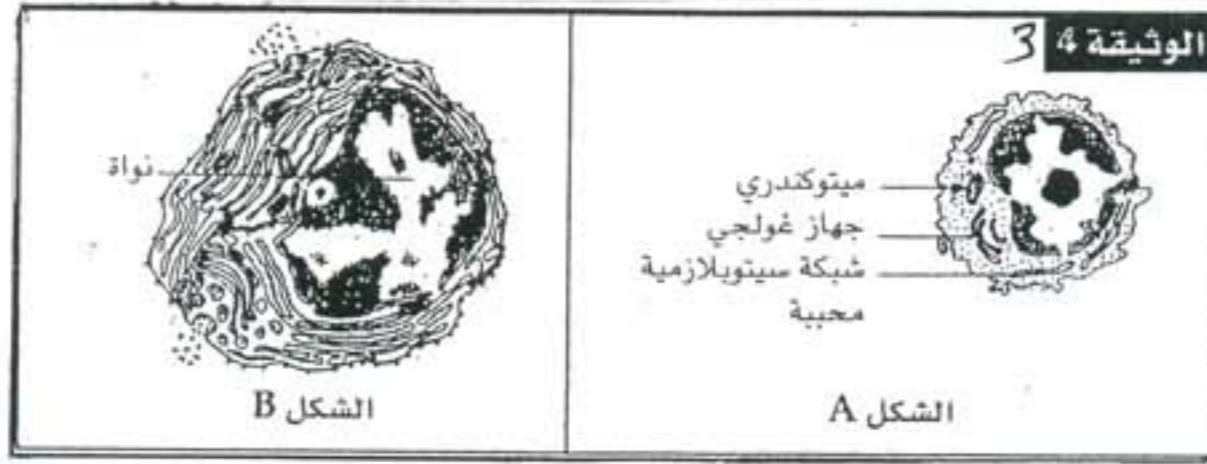 الوثيقة 4 3
ميتوكندري
جهاز غولجي
شبكة سيتوبلازمية
محببة
الشكل A
نواة
الشكل B